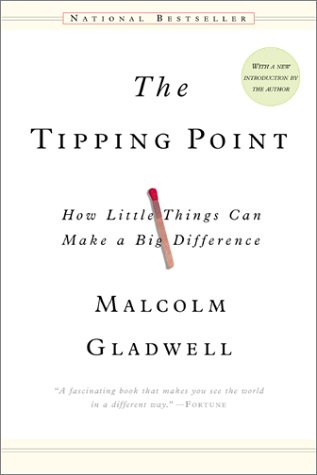 NATIONAL BESTSELLER
WITH A NEW
INTRODUCTION BY
THE AUTHOR
The
TIPPING POINT
How Little Things Can
Make a Big Difference
MALCOLM
GLADWELL
"A fascinating book that makes you see the world
in a different way." —FORTUNE